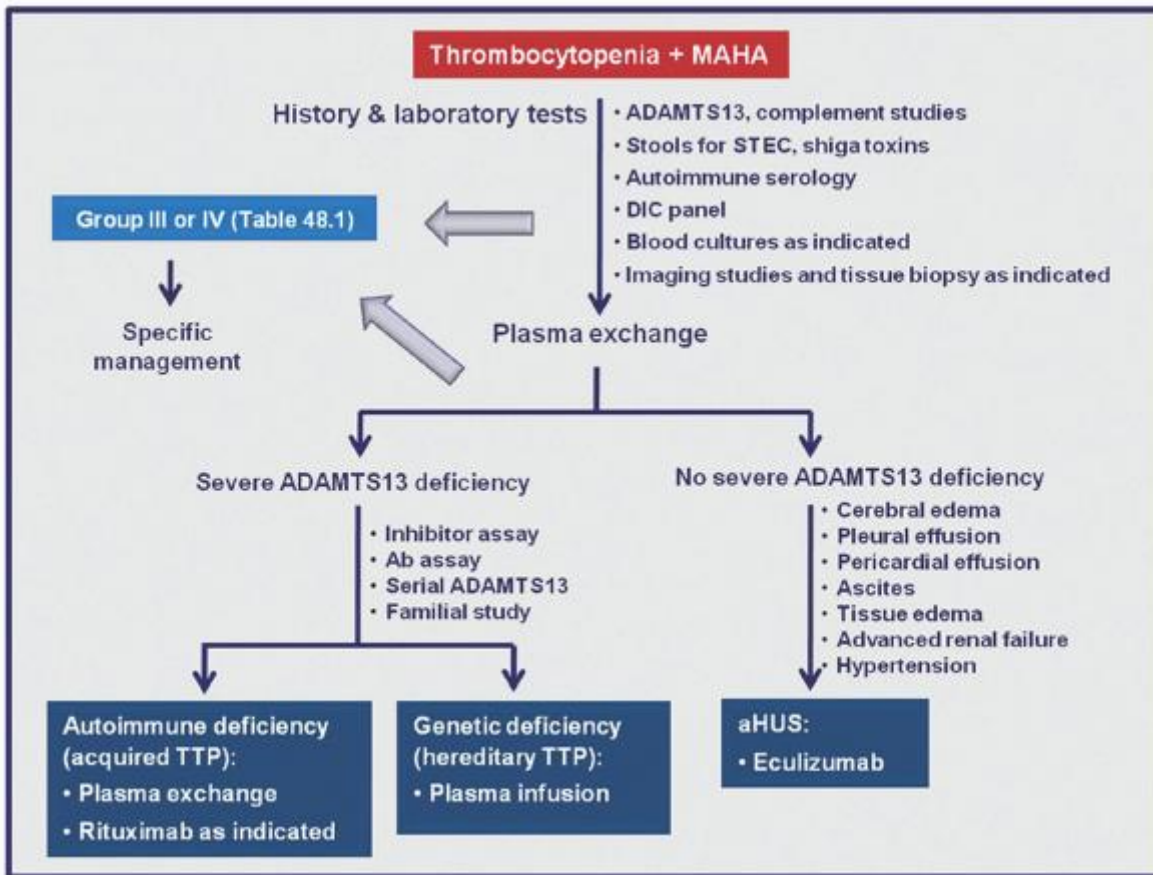 Thrombocytopenia + MAHA
History & laboratory tests
• ADAMTS13, complement studies
• Stools for STEC, shiga toxins
• Autoimmune serology
• DIC panel
• Blood cultures as indicated
• Imaging studies and tissue biopsy as indicated
Group III or IV (Table 48.1)
Specific
management
Plasma exchange
Severe ADAMTS13 deficiency
• Inhibitor assay
• Ab assay
• Serial ADAMTS13
• Familial study
No severe ADAMTS13 deficiency
• Cerebral edema
• Pleural effusion
• Pericardial effusion
• Ascites
• Tissue edema
• Advanced renal failure
• Hypertension
Autoimmune deficiency
(acquired TTP):
• Plasma exchange
• Rituximab as indicated
Genetic deficiency
(hereditary TTP):
• Plasma infusion
aHUS:
• Eculizumab